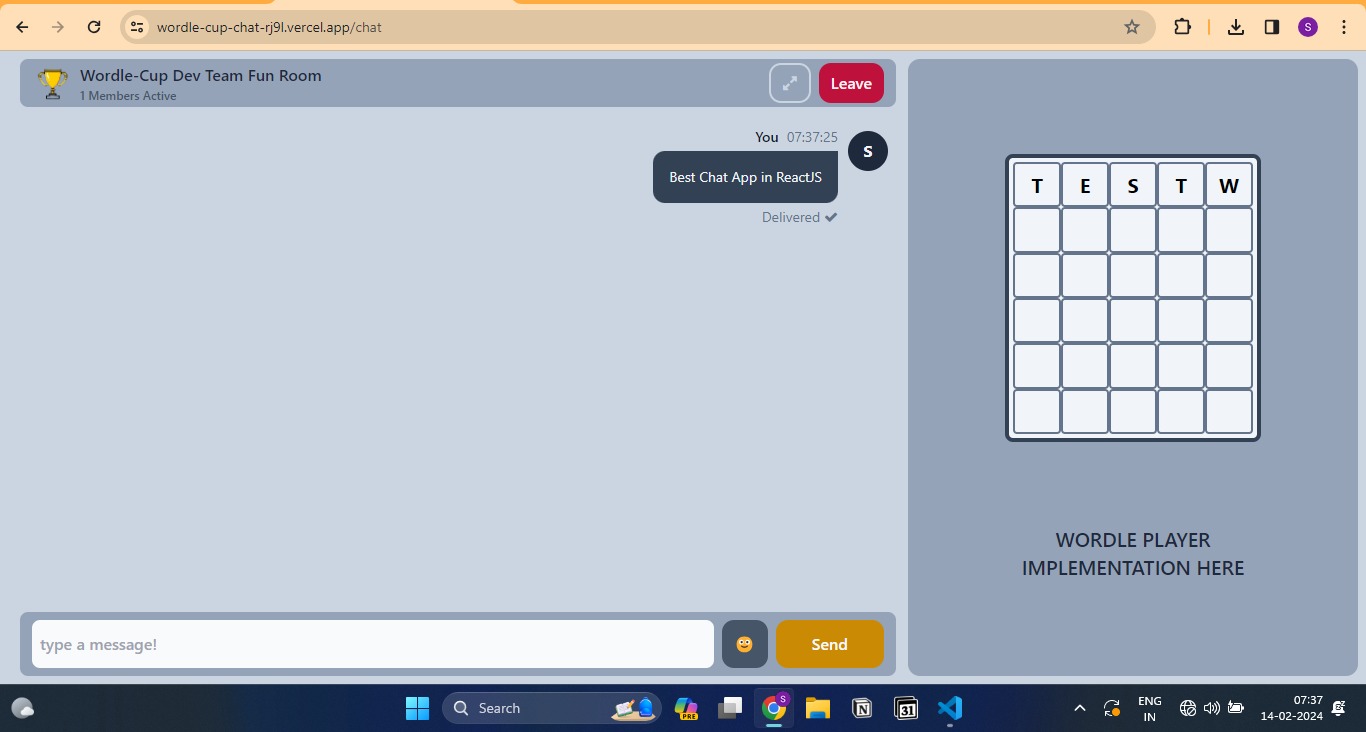 wordle-cup-chat-rj9l.vercel.app/chat
S
Wordle-Cup Dev Team Fun Room
1 Members Active
Leave
You 07:37:25
S
Best Chat App in ReactJS
Delivered
T E S T W
WORDLE PLAYER
IMPLEMENTATION HERE
type a message!
Send
Search
PRE
S
N
31
ENG
IN
07:37
14-02-2024